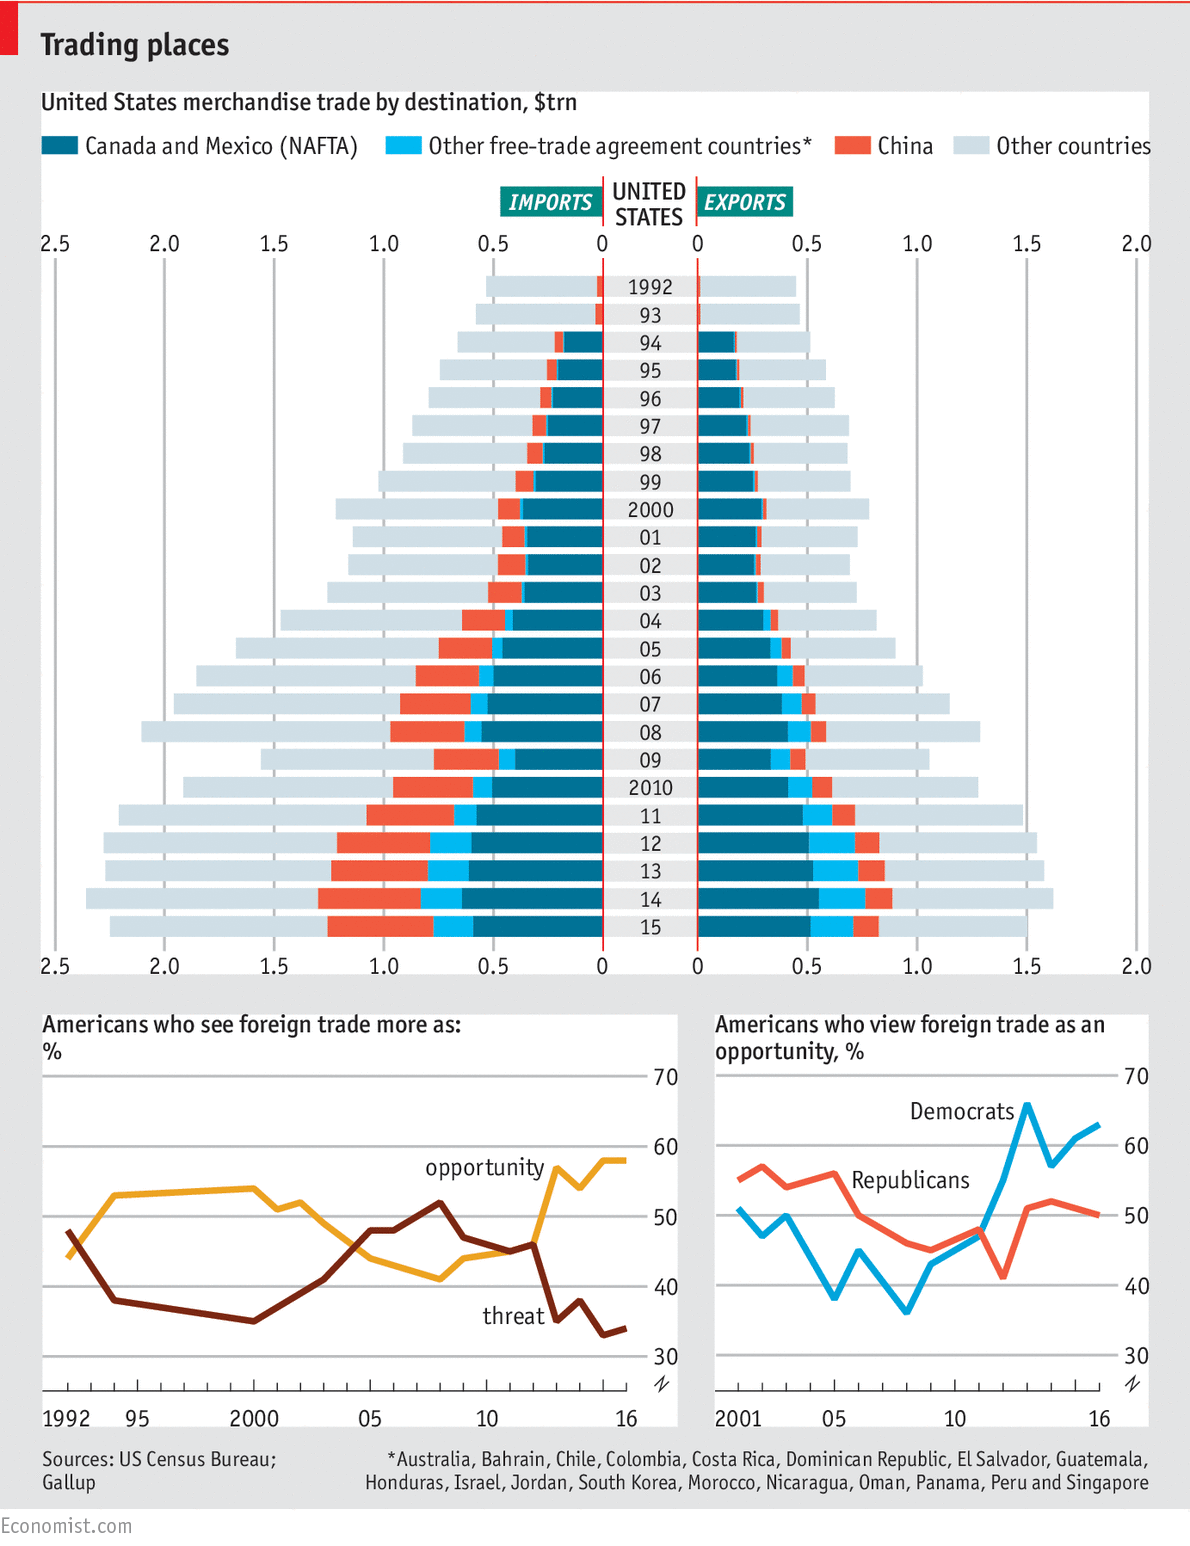 Trading places
United States merchandise trade by destination, $trn
Canada and Mexico (NAFTA) Other free-trade agreement countries* China Other countries
IMPORTS UNITED STATES EXPORTS
2.5 2.0 1.5 1.0 0.5 0 0 0.5 1.0 1.5 2.0
1992
93
94
95
96
97
98
99
2000
01
02
03
04
05
06
07
08
09
2010
11
12
13
14
15
2.5 2.0 1.5 1.0 0.5 0 0 0.5 1.0 1.5 2.0
Americans who see foreign trade more as:
%
70
60
opportunity
50
40
threat
30
1992 95 2000 05 10 16
Americans who view foreign trade as an
opportunity, %
70
Democrats
60
Republicans
50
40
30
2001 05 10 16
Sources: US Census Bureau;
Gallup
*Australia, Bahrain, Chile, Colombia, Costa Rica, Dominican Republic, El Salvador, Guatemala,
Honduras, Israel, Jordan, South Korea, Morocco, Nicaragua, Oman, Panama, Peru and Singapore
Economist.com